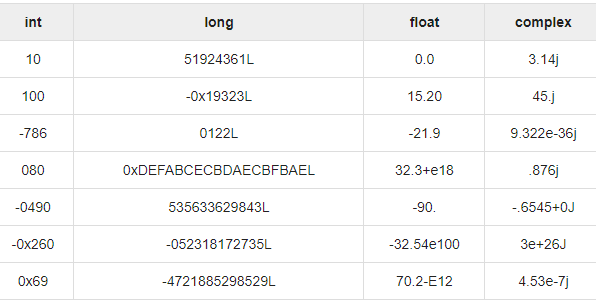 int long float complex
10 51924361L 0.0 3.14j
100 -0x19323L 15.20 45.j
-786 0122L -21.9 9.322e-36j
080 0xDEFABCECBDAECBFBAEL 32.3+e18 .876j
-0490 535633629843L -90. -.6545+0J
-0x260 -052318172735L -32.54e100 3e+26J
0x69 -4721885298529L 70.2-E12 4.53e-7j